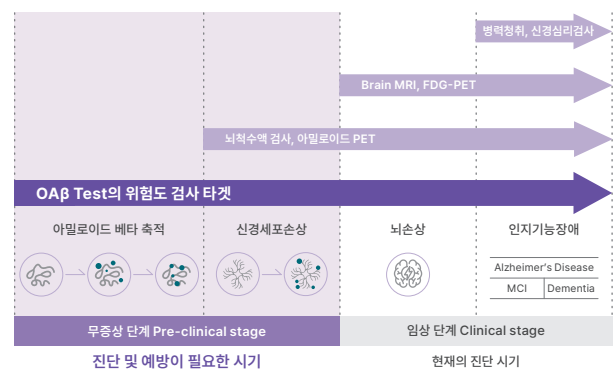 병력청취, 신경심리검사
Brain MRI, FDG-PET
뇌척수액 검사, 아밀로이드 PET
OAβ Test의 위험도 검사 타겟
아밀로이드 베타 축적
신경세포손상
뇌손상
인지기능장애
Alzheimer's Disease
MCI
Dementia
무증상 단계 Pre-clinical stage
임상 단계 Clinical stage
진단 및 예방이 필요한 시기
현재의 진단 시기